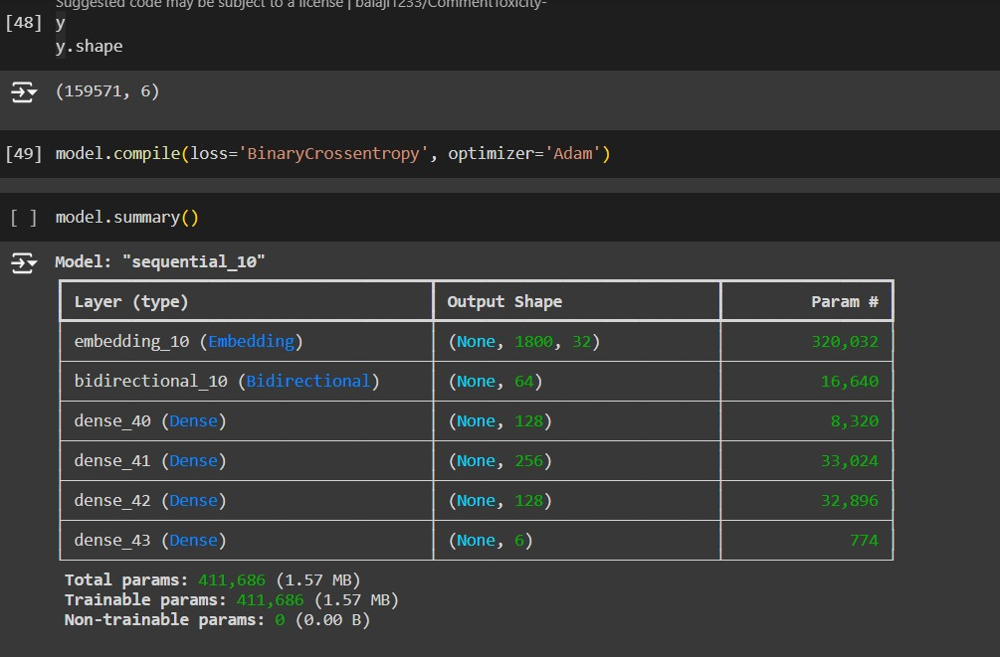 Suggested code may be subject to a license | balaji1233/CommentToxicity-
[48] y
y.shape
(159571, 6)
[49] model.compile(loss='BinaryCrossentropy', optimizer='Adam')
[ ] model.summary()
Model: "sequential_10"
Layer (type) Output Shape Param #
embedding_10 (Embedding) (None, 1800, 32) 320,032
bidirectional_10 (Bidirectional) (None, 64) 16,640
dense_40 (Dense) (None, 128) 8,320
dense_41 (Dense) (None, 256) 33,024
dense_42 (Dense) (None, 128) 32,896
dense_43 (Dense) (None, 6) 774
Total params: 411,686 (1.57 MB)
Trainable params: 411,686 (1.57 MB)
Non-trainable params: 0 (0.00 B)